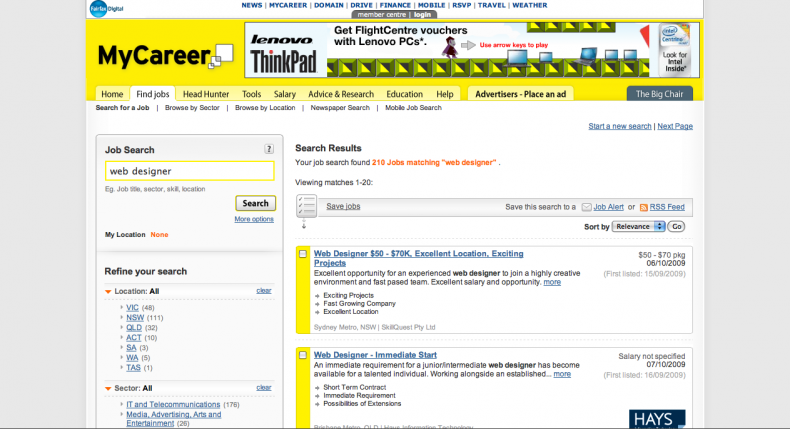 Fairfax Digital
NEWS | MYCAREER | DOMAIN | DRIVE | FINANCE | MOBILE | RSVP | TRAVEL | WEATHER
member centre | login
MyCareer
lenovo
ThinkPad
Get FlightCentre vouchers
with Lenovo PCs*.
Use arrow keys to play
intel
Centrino
Look for
Intel
Inside®
Home Find jobs Head Hunter Tools Salary Advice & Research Education Help Advertisers - Place an ad The Big Chair
Search for a Job | Browse by Sector | Browse by Location | Newspaper Search | Mobile Job Search
Start a new search | Next Page
Job Search ?
web designer
Eg. Job title, sector, skill, location
Search
More options
My Location None
Refine your search
Location: All clear
VIC (48)
NSW (111)
QLD (32)
ACT (10)
SA (3)
WA (5)
TAS (1)
Sector: All clear
IT and Telecommunications (176)
Media, Advertising, Arts and
Entertainment (26)
Search Results
Your job search found 210 Jobs matching "web designer" .
Viewing matches 1-20:
Save jobs Save this search to a Job Alert or RSS Feed
Sort by Relevance Go
Web Designer $50 - $70K, Excellent Location, Exciting
Projects
$50 - $70 pkg
06/10/2009
(First listed: 15/09/2009)
Excellent opportunity for an experienced web designer to join a highly creative
environment and fast pased team. Excellent salary and opportunity. more
Exciting Projects
Fast Growing Company
Excellent Location
Sydney Metro, NSW | SkillQuest Pty Ltd
Web Designer - Immediate Start
Salary not specified
07/10/2009
(First listed: 16/09/2009)
An immediate requirement for a junior/intermediate web designer has become
available for a talented individual. Working alongside an established... more
Short Term Contract
Immediate Requirement
Possibilities of Extensions
HAYS
Brisbane Metro, QLD | Hays Information Technology